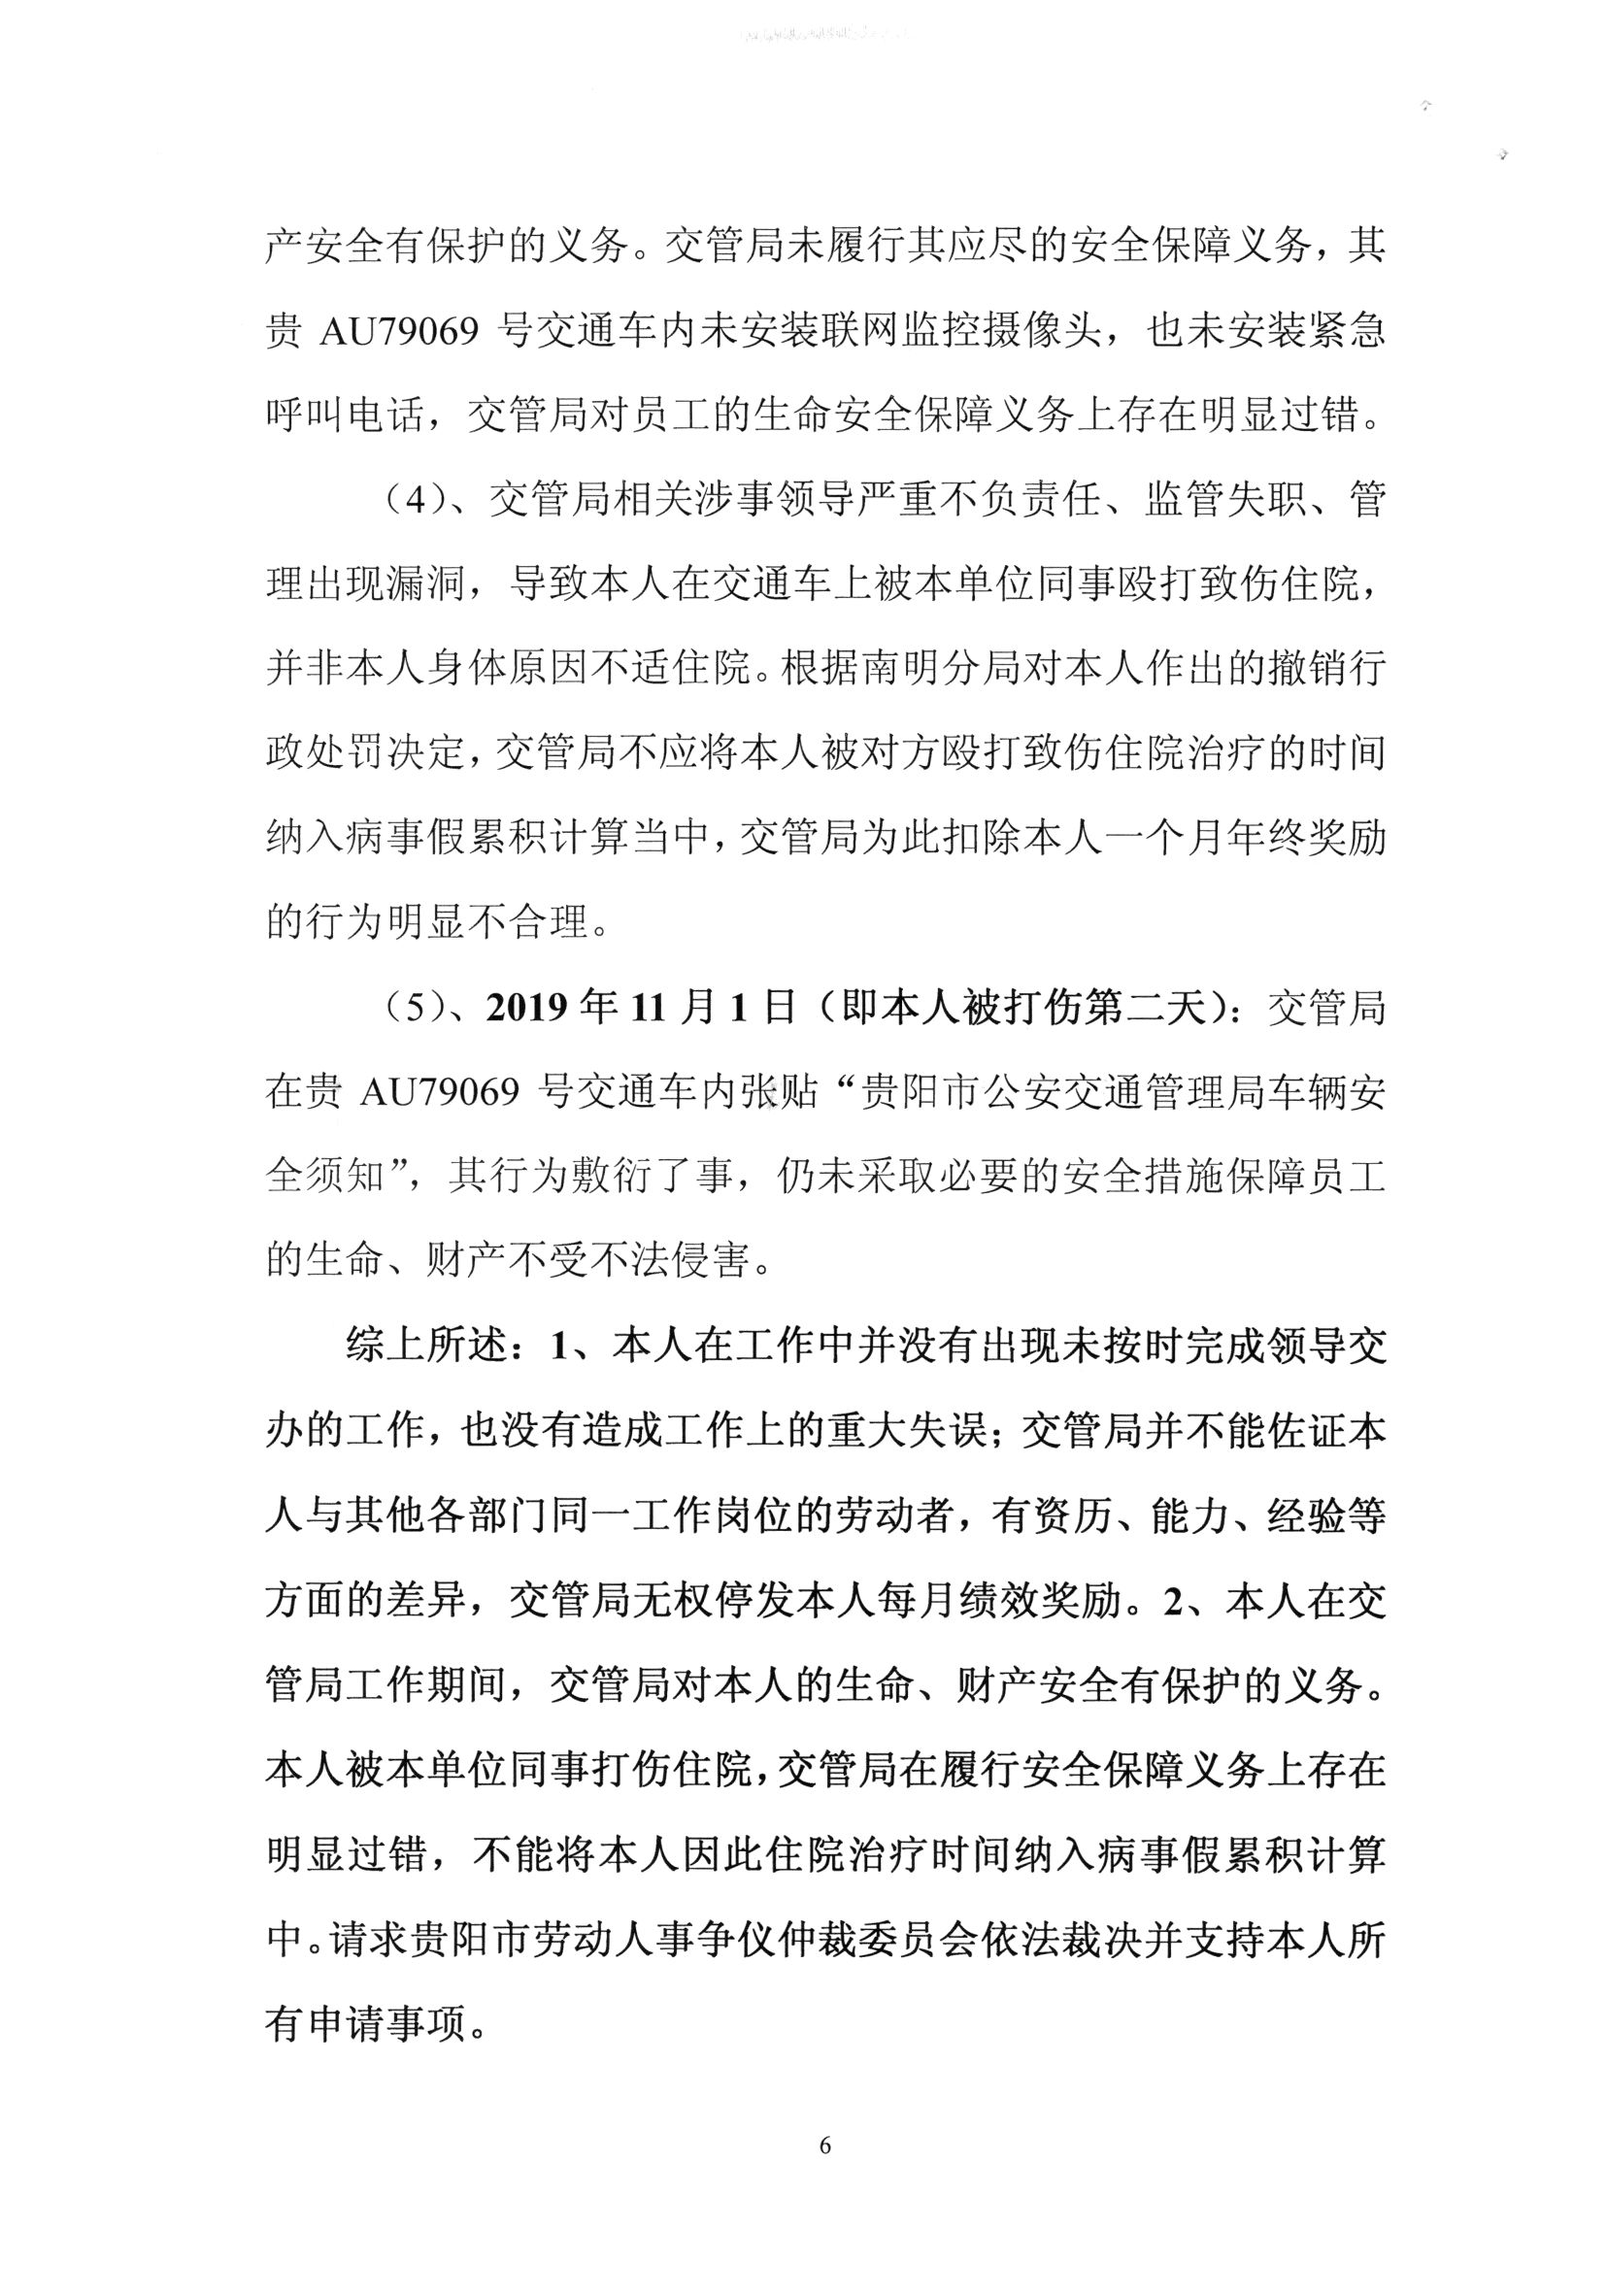 产安全有保护的义务。交管局未履行其应尽的安全保障义务，其
贵 AU79069 号交通车内未安装联网监控摄像头，也未安装紧急
呼叫电话，交管局对员工的生命安全保障义务上存在明显过错。
（4）、交管局相关涉事领导严重不负责任、监管失职、管
理出现漏洞，导致本人在交通车上被本单位同事殴打致伤住院，
并非本人身体原因不适住院。根据南明分局对本人作出的撤销行
政处罚决定，交管局不应将本人被对方殴打致伤住院治疗的时间
纳入病事假累积计算当中，交管局为此扣除本人一个月年终奖励
的行为明显不合理。
（5）、2019 年 11 月 1 日（即本人被打伤第二天）：交管局
在贵 AU79069 号交通车内张贴“贵阳市公安交通管理局车辆安
全须知”，其行为敷衍了事，仍未采取必要的安全措施保障员工
的生命、财产不受不法侵害。
综上所述：1、本人在工作中并没有出现未按时完成领导交
办的工作，也没有造成工作上的重大失误；交管局并不能佐证本
人与其他各部门同一工作岗位的劳动者，有资历、能力、经验等
方面的差异，交管局无权停发本人每月绩效奖励。2、本人在交
管局工作期间，交管局对本人的生命、财产安全有保护的义务。
本人被本单位同事打伤住院，交管局在履行安全保障义务上存在
明显过错，不能将本人因此住院治疗时间纳入病事假累积计算
中。请求贵阳市劳动人事争仪仲裁委员会依法裁决并支持本人所
有申请事项。
6